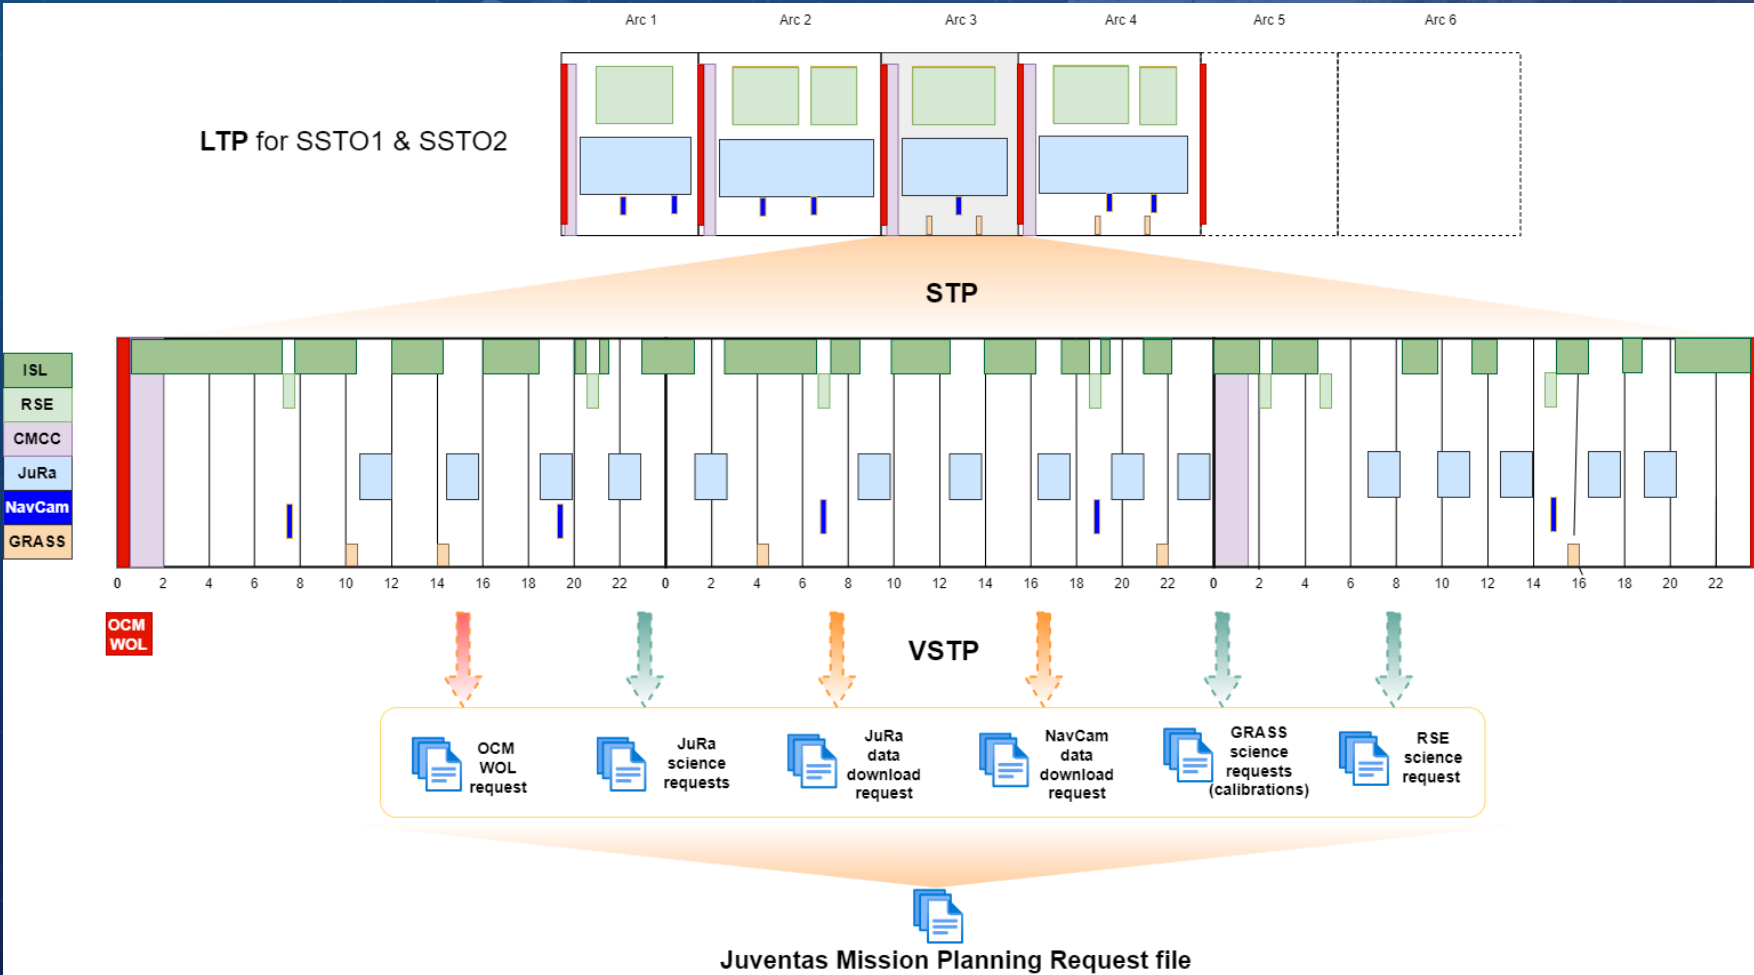 Arc 1 Arc 2 Arc 3 Arc 4 Arc 5 Arc 6
LTP for SSTO1 & SSTO2
STP
ISL
RSE
CMCC
JuRa
NavCam
GRASS
0 2 4 6 8 10 12 14 16 18 20 22 0 2 4 6 8 10 12 14 16 18 20 22 0 2 4 6 8 10 12 14 16 18 20 22
OCM
WOL
VSTP
OCM
WOL
request
JuRa
science
requests
JuRa
data
download
request
NavCam
data
download
request
GRASS
science
requests
(calibrations)
RSE
science
request
Juventas Mission Planning Request file